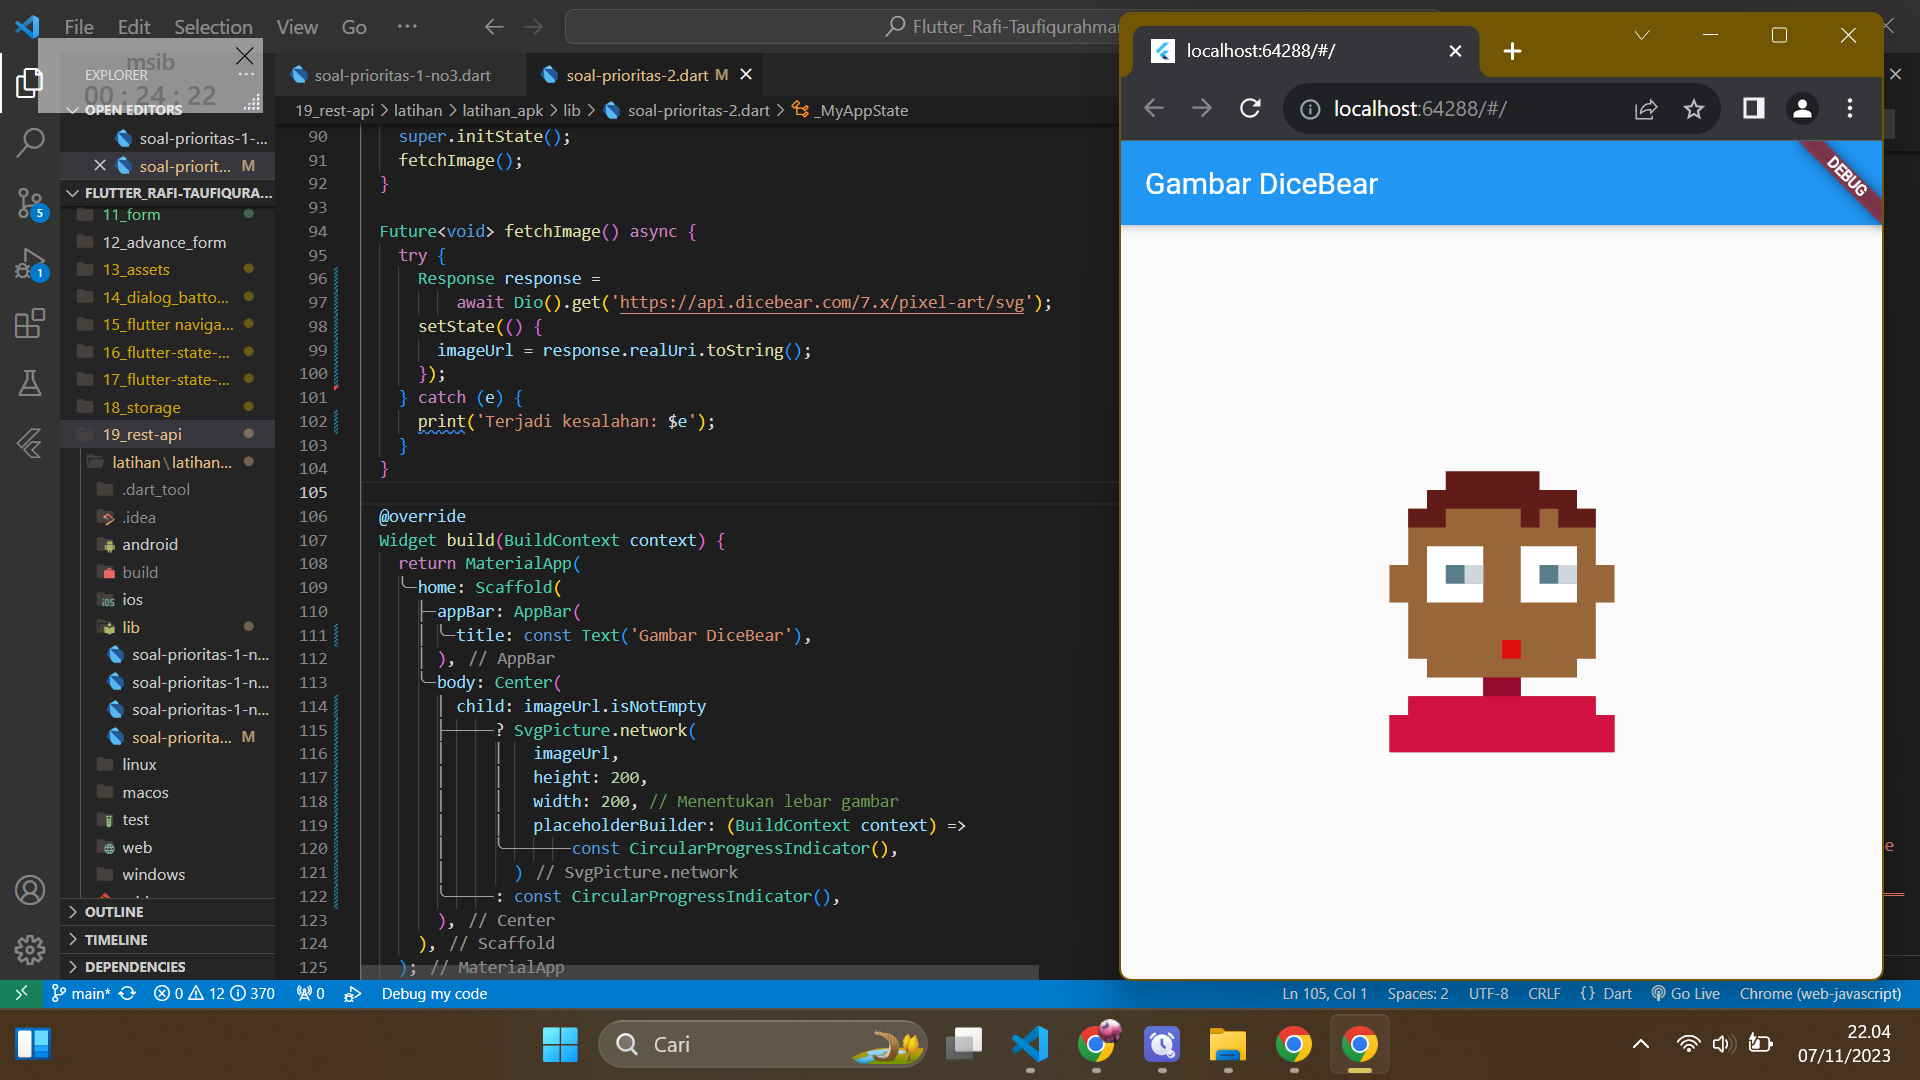 File Edit Selection View Go ···
Flutter_Rafi-Taufiqurahma
msib
00 : 24 : 22
EXPLORER
OPEN EDITORS
soal-prioritas-1-...
soal-priorit... M
FLUTTER_RAFI-TAUFIQURA...
11_form
12_advance_form
13_assets
14_dialog_batto...
15_flutter naviga...
16_flutter-state-...
17_flutter-state-...
18_storage
19_rest-api
latihan\latihan...
.dart_tool
.idea
android
build
ios
lib
soal-prioritas-1-n...
soal-prioritas-1-n...
soal-prioritas-1-n...
soal-priorita... M
linux
macos
test
web
windows
OUTLINE
TIMELINE
DEPENDENCIES
5
1
soal-prioritas-1-no3.dart
soal-prioritas-2.dart M
19_rest-api > latihan > latihan_apk > lib > soal-prioritas-2.dart > _MyAppState
90 super.initState();
91 fetchImage();
92 }
93
94 Future<void> fetchImage() async {
95 try {
96 Response response =
97 await Dio().get('https://api.dicebear.com/7.x/pixel-art/svg');
98 setState(() {
99 imageUrl = response.realUri.toString();
100 });
101 } catch (e) {
102 print('Terjadi kesalahan: $e');
103 }
104 }
105
106 @override
107 Widget build(BuildContext context) {
108 return MaterialApp(
109 home: Scaffold(
110 appBar: AppBar(
111 title: const Text('Gambar DiceBear'),
112 ), // AppBar
113 body: Center(
114 child: imageUrl.isNotEmpty
115 ? SvgPicture.network(
116 imageUrl,
117 height: 200,
118 width: 200, // Menentukan lebar gambar
119 placeholderBuilder: (BuildContext context) =>
120 const CircularProgressIndicator(),
121 ) // SvgPicture.network
122 : const CircularProgressIndicator(),
123 ), // Center
124 ), // Scaffold
125 ); // MaterialApp
localhost:64288/#/
localhost:64288/#/
Gambar DiceBear
DEBUG
e
main* 0 12 370 0 Debug my code
Ln 105, Col 1 Spaces: 2 UTF-8 CRLF {} Dart Go Live Chrome (web-javascript)
Cari
22.04
07/11/2023